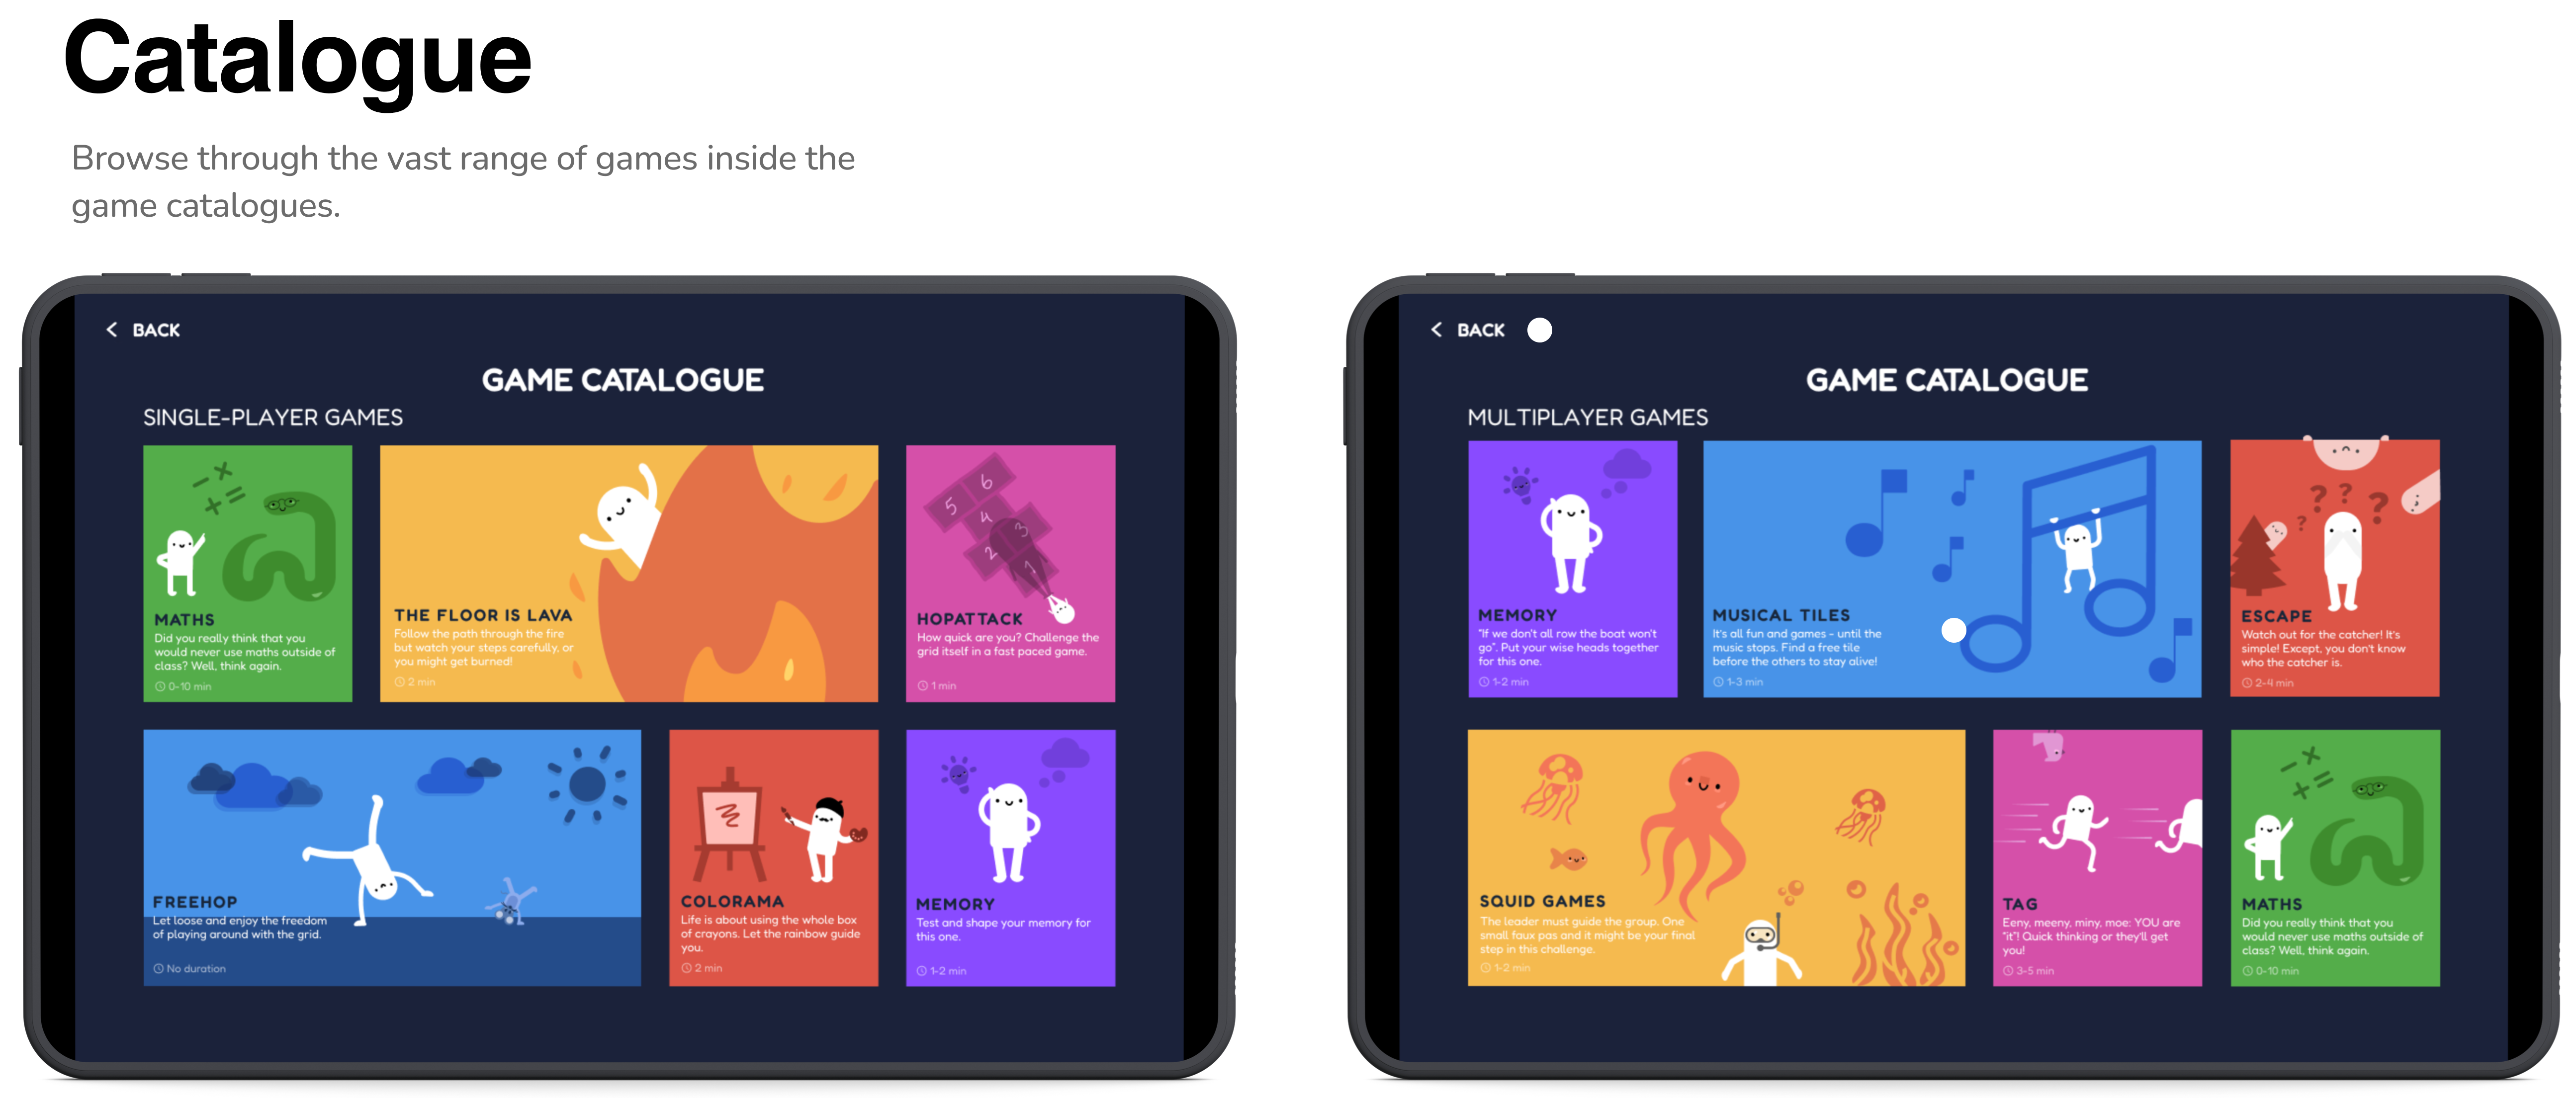 Catalogue
Browse through the vast range of games inside the
game catalogues.
BACK
GAME CATALOGUE
SINGLE-PLAYER GAMES
MATHS
Did you really think that you
would never use maths outside of
class? Well, think again.
0-10 min
THE FLOOR IS LAVA
Follow the path through the fire
but watch your steps carefully, or
you might get burned!
2 min
5 6
4 3
2 1
HOPATTACK
How quick are you? Challenge the
grid itself in a fast paced game.
1 min
FREEHOP
Let loose and enjoy the freedom
of playing around with the grid.
No duration
COLORAMA
Life is about using the whole box
of crayons. Let the rainbow guide
you.
2 min
MEMORY
Test and shape your memory for
this one.
1-2 min
BACK
GAME CATALOGUE
MULTIPLAYER GAMES
MEMORY
"If we don't all row the boat won't
go". Put your wise heads together
for this one.
1-2 min
MUSICAL TILES
It's all fun and games - until the
music stops. Find a free tile
before the others to stay alive!
1-3 min
? ? ? ?
ESCAPE
Watch out for the catcher! It's
simple! Except, you don't know
who the catcher is.
2-4 min
SQUID GAMES
The leader must guide the group. One
small faux pas and it might be your final
step in this challenge.
1-2 min
TAG
Eeny, meeny, miny, moe: YOU are
"it"! Quick thinking or they'll get
you!
3-5 min
MATHS
Did you really think that you
would never use maths outside of
class? Well, think again.
0-10 min